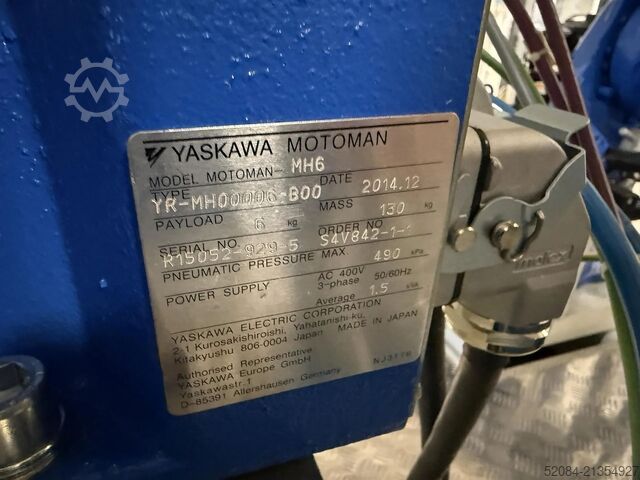 YASKAWA MOTOMAN
MODEL MOTOMAN- MH6
TYPE YR-MH00006-B00 DATE 2014.12
PAYLOAD 6 kg MASS 130 kg
SERIAL NO. R15052-929-5 ORDER NO. S4V842-1-
PNEUMATIC PRESSURE MAX. 490 kPa
POWER SUPPLY AC 400V 50/60Hz
3-phase
Average 1.5 kVA
YASKAWA ELECTRIC CORPORATION
2-1 Kurosakishiroishi, Yahatanishi-ku,
Kitakyushu 806-0004 Japan MADE IN JAPAN
Authorised Representative
YASKAWA Europe GmbH
Yaskawastr.1
D-85391 Allershausen Germany
molex
52084-21354927